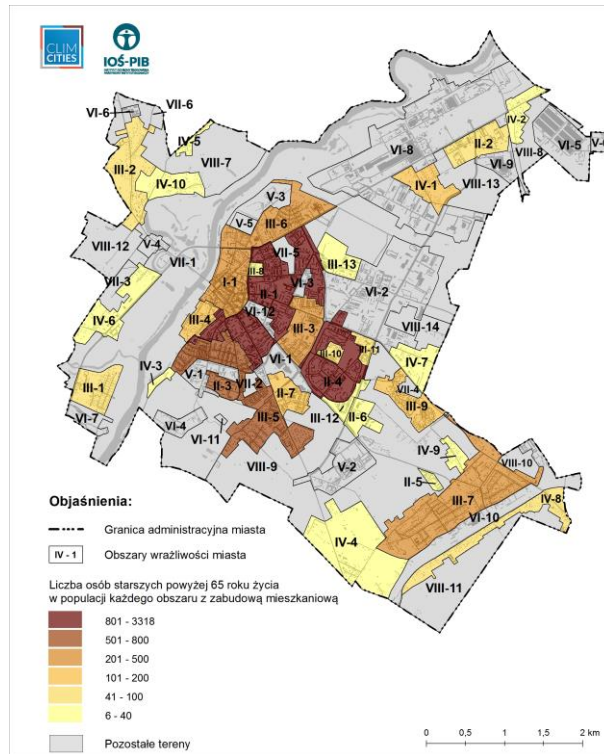 CLIM
CITIES
IOŚ-PIB
VI-6
VII-6
IV-5
VIII-7
III-2
IV-10
VI-8
II-2
IV-2
VI-5
VI-9
VIII-8
IV-1
VIII-13
V-3
V-5
III-6
VIII-12
V-4
VII-1
VII-5
III-8
III-13
VII-3
I-1
II-1
VI-3
VI-2
IV-6
VI-12
III-4
III-3
VIII-14
III-10
III-11
IV-3
VI-1
IV-7
III-1
V-1
II-3
VII-2
II-4
VII-4
II-7
III-9
VI-7
VI-4
III-5
III-12
II-6
VI-11
IV-9
VIII-9
V-2
VIII-10
II-5
III-7
IV-8
VI-10
IV-4
VIII-11
Objaśnienia:
Granica administracyjna miasta
IV - 1 Obszary wrażliwości miasta
Liczba osób starszych powyżej 65 roku życia
w populacji każdego obszaru z zabudową mieszkaniową
801 - 3318
501 - 800
201 - 500
101 - 200
41 - 100
6 - 40
Pozostałe tereny
0 0,5 1 2 km